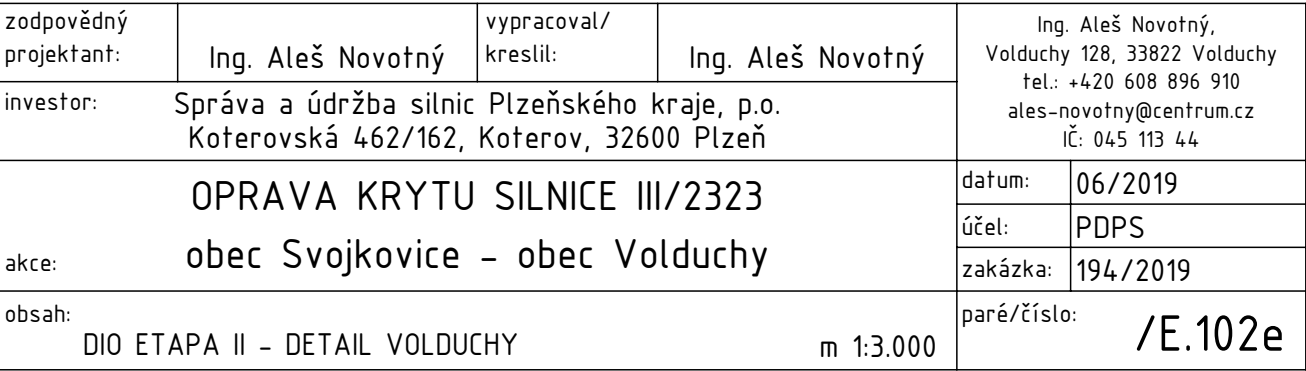 zodpovědný
projektant:
Ing. Aleš Novotný
vypracoval/
kreslil:
Ing. Aleš Novotný
Ing. Aleš Novotný,
Volduchy 128, 33822 Volduchy
tel.: +420 608 896 910
ales-novotny@centrum.cz
IČ: 045 113 44
investor:
Správa a údržba silnic Plzeňského kraje, p.o.
Koterovská 462/162, Koterov, 32600 Plzeň
akce:
OPRAVA KRYTU SILNICE III/2323
obec Svojkovice - obec Volduchy
datum: 06/2019
účel: PDPS
zakázka: 194/2019
obsah:
DIO ETAPA II - DETAIL VOLDUCHY m 1:3.000
paré/číslo:
/E.102e